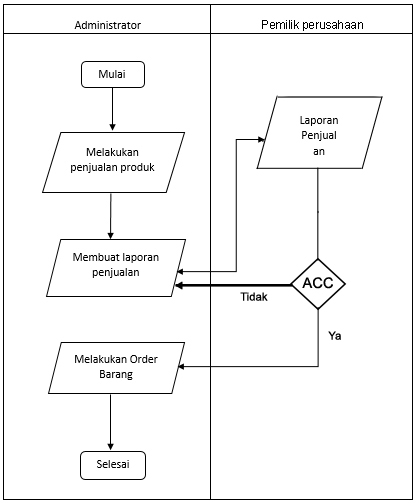 Administrator
Pemilik perusahaan
Mulai
Melakukan
penjualan produk
Laporan
Penjual
an
Membuat laporan
penjualan
ACC
Tidak
Ya
Melakukan Order
Barang
Selesai